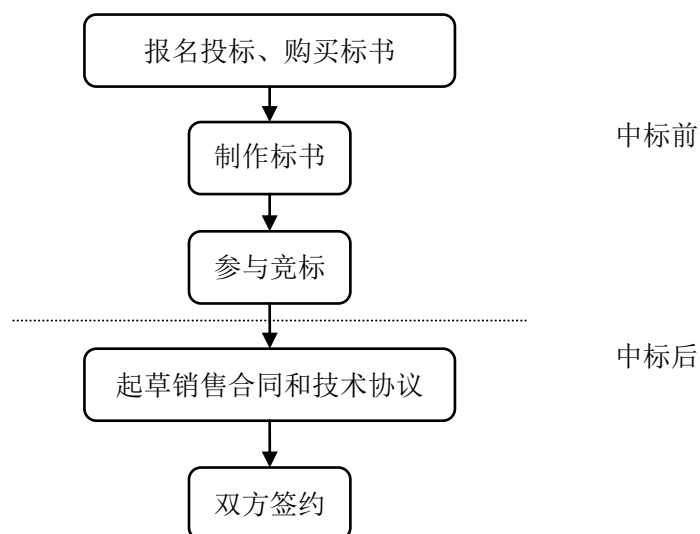 报名投标、购买标书
中标前
制作标书
参与竞标
中标后
起草销售合同和技术协议
双方签约